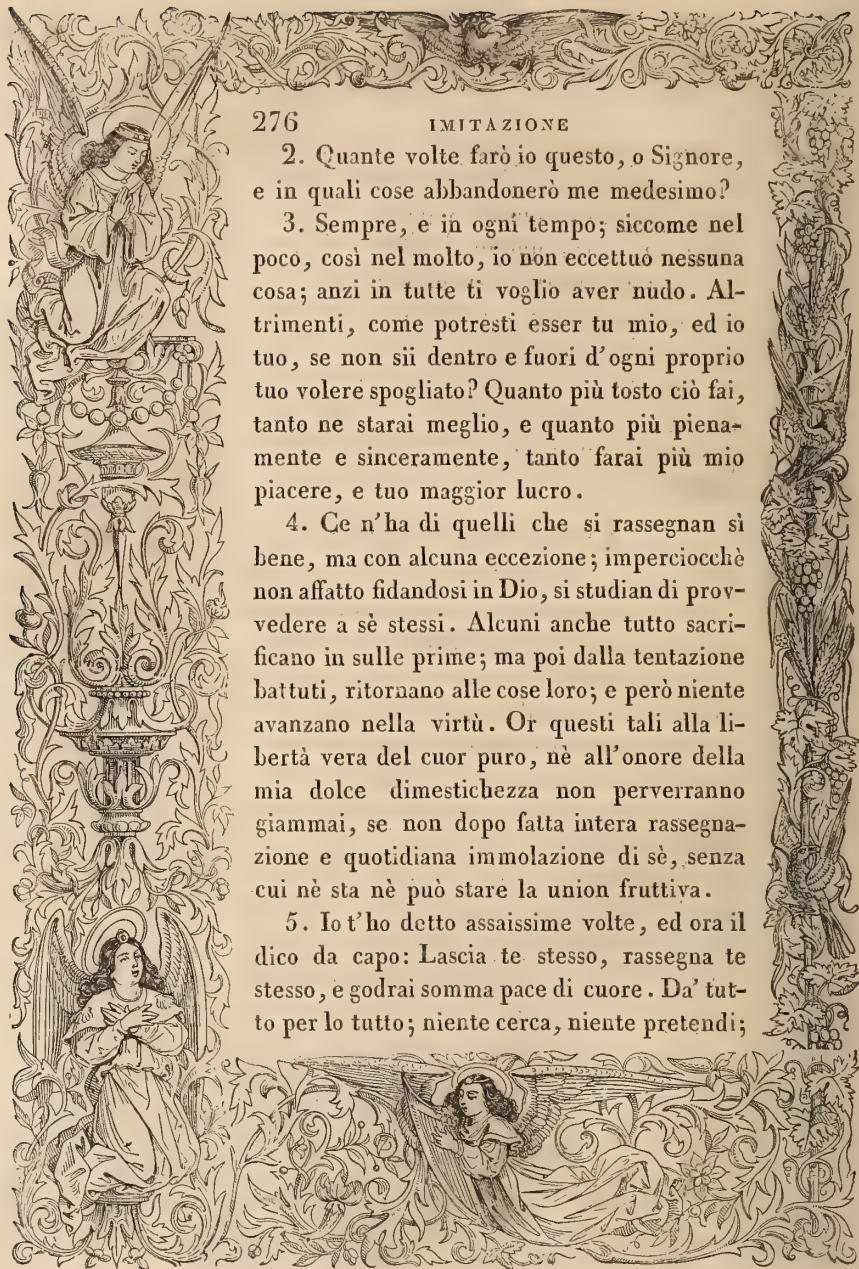 276 IMITAZIONE
2. Quante volte farò io questo, o Signore,
e in quali cose abbandonerò me medesimo?
3. Sempre, e in ogni tempo; siccome nel
poco, così nel molto, io non eccettuo nessuna
cosa; anzi in tutte ti voglio aver nudo. Al-
trimenti, come potresti esser tu mio, ed io
tuo, se non sii dentro e fuori d'ogni proprio
tuo volere spogliato? Quanto più tosto ciò fai,
tanto ne starai meglio, e quanto più piena-
mente e sinceramente, tanto farai più mio
piacere, e tuo maggior lucro.
4. Ce n'ha di quelli che si rassegnan sì
bene, ma con alcuna eccezione; imperciocchè
non affatto fidandosi in Dio, si studian di prov-
vedere a sè stessi. Alcuni anche tutto sacri-
ficano in sulle prime; ma poi dalla tentazione
battuti, ritornano alle cose loro; e però niente
avanzano nella virtù. Or questi tali alla li-
bertà vera del cuor puro, nè all'onore della
mia dolce dimestichezza non perverranno
giammai, se non dopo fatta intera rassegna-
zione e quotidiana immolazione di sè, senza
cui nè sta nè può stare la union fruttiva.
5. Io t'ho detto assaissime volte, ed ora il
dico da capo: Lascia te stesso, rassegna te
stesso, e godrai somma pace di cuore. Da' tut-
to per lo tutto; niente cerca, niente pretendi;